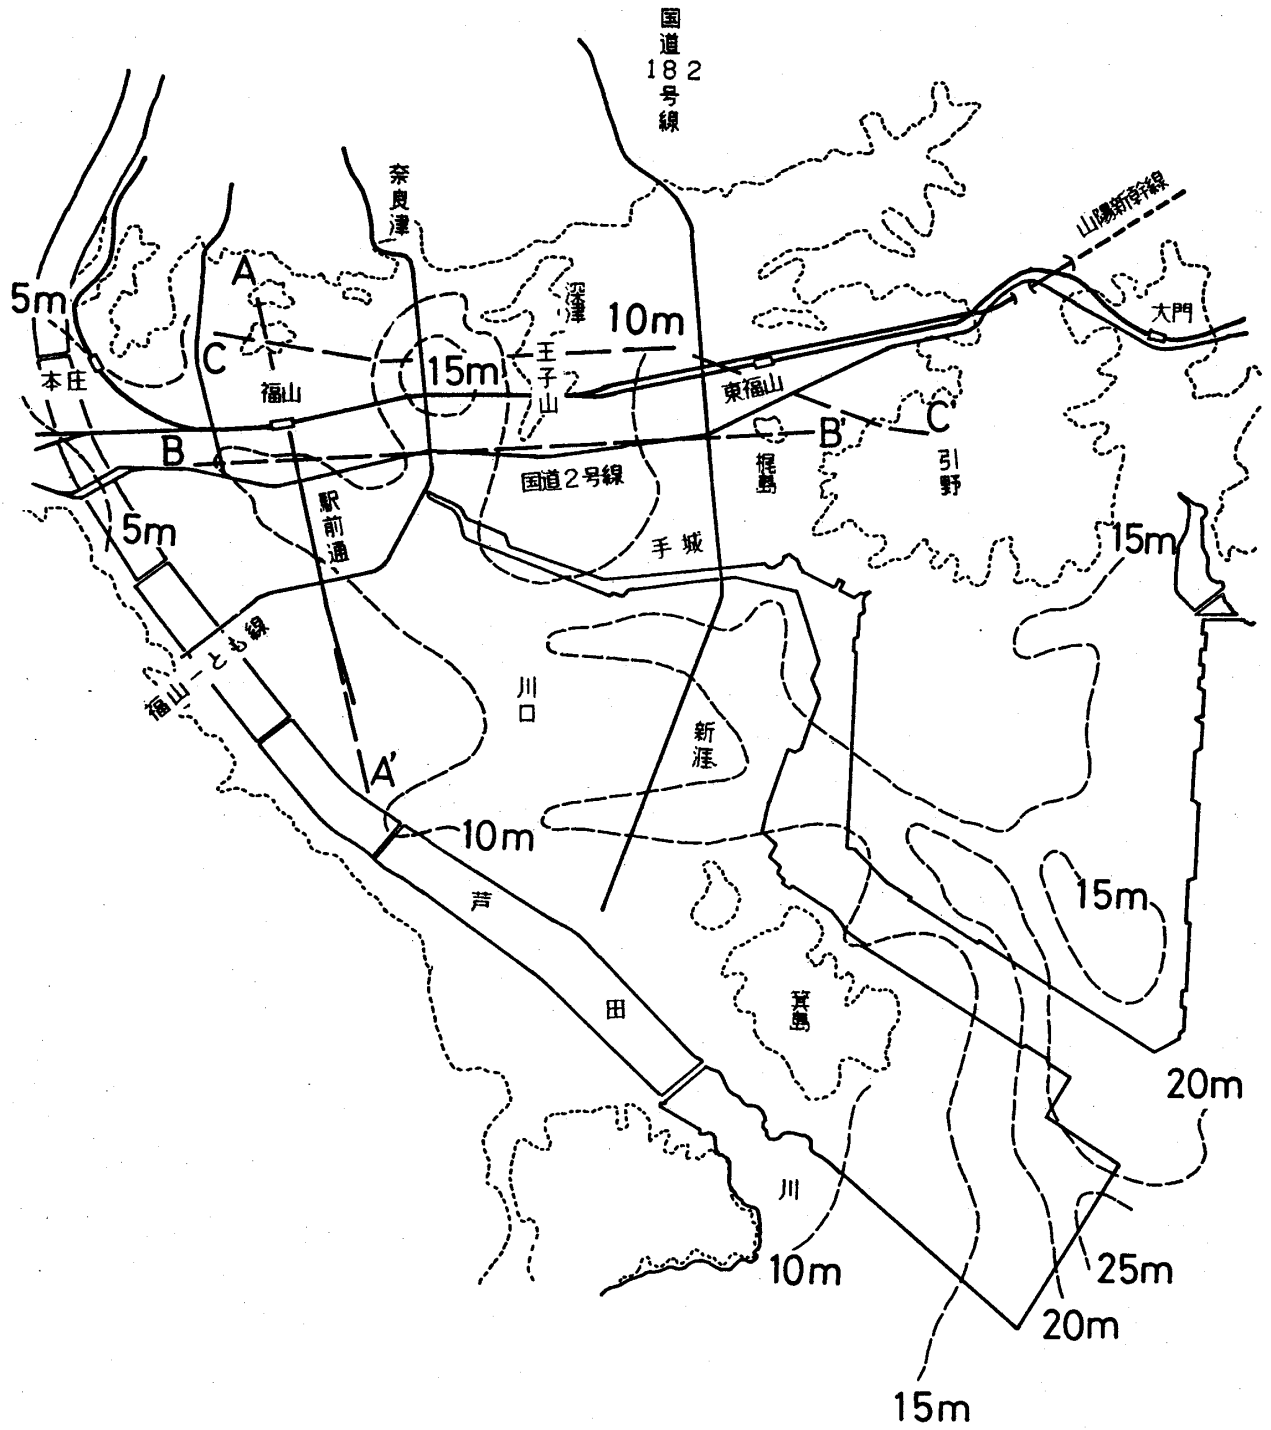 国道182号線
奈良津
山陽新幹線
A
5m
深津
大門
10m
C
王子山
15m
本庄
福山
東福山
C'
B
B'
国道2号線
梶島
引野
駅前通
5m
手城
15m
福山-とも線
川口
新涯
A'
10m
15m
芦
田
川
箕島
20m
10m
25m
20m
15m